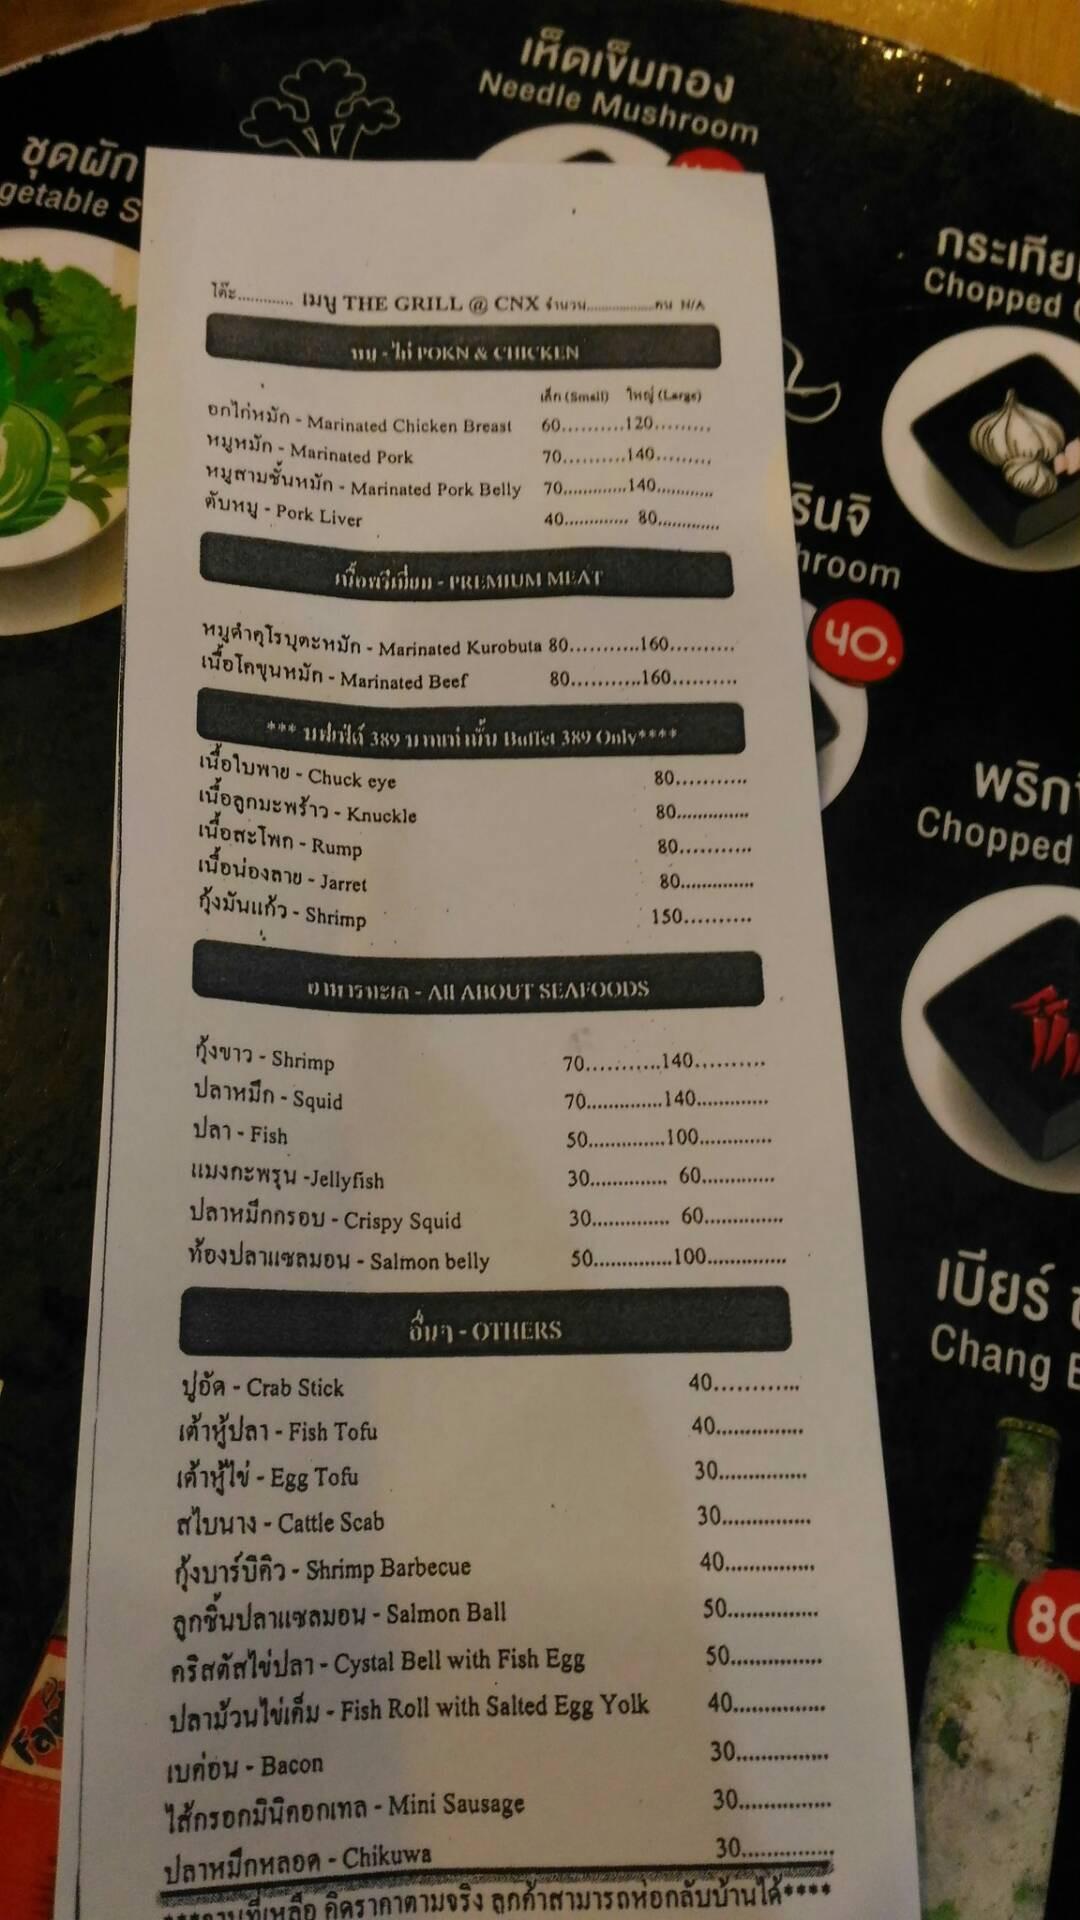 เห็ดเข็มทอง
Needle Mushroom
ชุดผัก
getable S
กระเทีย
Chopped
รินจิ
hroom
40.
พริก
Chopped
เบียร์
Chang
80
โต๊ะ............ เมนู THE GRILL @ CNX จำนวน..................คน N/A
หมู - ไก่ POKN & CHICKEN
เล็ก (Small) ใหญ่ (Large)
อกไก่หมัก - Marinated Chicken Breast 60..........120.........
หมูหมัก - Marinated Pork 70..........140.........
หมูสามชั้นหมัก - Marinated Pork Belly 70............140...........
ตับหมู - Pork Liver 40............. 80............
เนื้อพรีเมี่ยม - PREMIUM MEAT
หมูดำคุโรบุตะหมัก - Marinated Kurobuta 80...........160..........
เนื้อโคขุนหมัก - Marinated Beef 80...........160..........
*** บุฟเฟ่ต์ 389 บาทเท่านั้น Buffet 389 Only****
เนื้อใบพาย - Chuck eye 80...........
เนื้อลูกมะพร้าว - Knuckle 80..............
เนื้อสะโพก - Rump 80...........
เนื้อน่องลาย - Jarret 80..............
กุ้งมันแก้ว - Shrimp 150..........
อาหารทะเล - All ABOUT SEAFOODS
กุ้งขาว - Shrimp 70...........140..........
ปลาหมึก - Squid 70.............140.............
ปลา - Fish 50.............100.............
แมงกะพรุน -Jellyfish 30............. 60.............
ปลาหมึกกรอบ - Crispy Squid 30............. 60..............
ท้องปลาแซลมอน - Salmon belly 50.............100..............
อื่นๆ - OTHERS
ปูอัด - Crab Stick 40............
เต้าหู้ปลา - Fish Tofu 40...............
เต้าหู้ไข่ - Egg Tofu 30...............
สไบนาง - Cattle Scab 30...............
กุ้งบาร์บีคิว - Shrimp Barbecue 40...............
ลูกชิ้นปลาแซลมอน - Salmon Ball 50...............
คริสตัสไข่ปลา - Cystal Bell with Fish Egg 50...............
ปลาม้วนไข่เค็ม - Fish Roll with Salted Egg Yolk 40...............
เบค่อน - Bacon 30...............
ไส้กรอกมินิคอกเทล - Mini Sausage 30...............
ปลาหมึกหลอด - Chikuwa 30...............
ที่เหลือ คิดราคาตามจริง ลูกค้าสามารถห่อกลับบ้านได้****